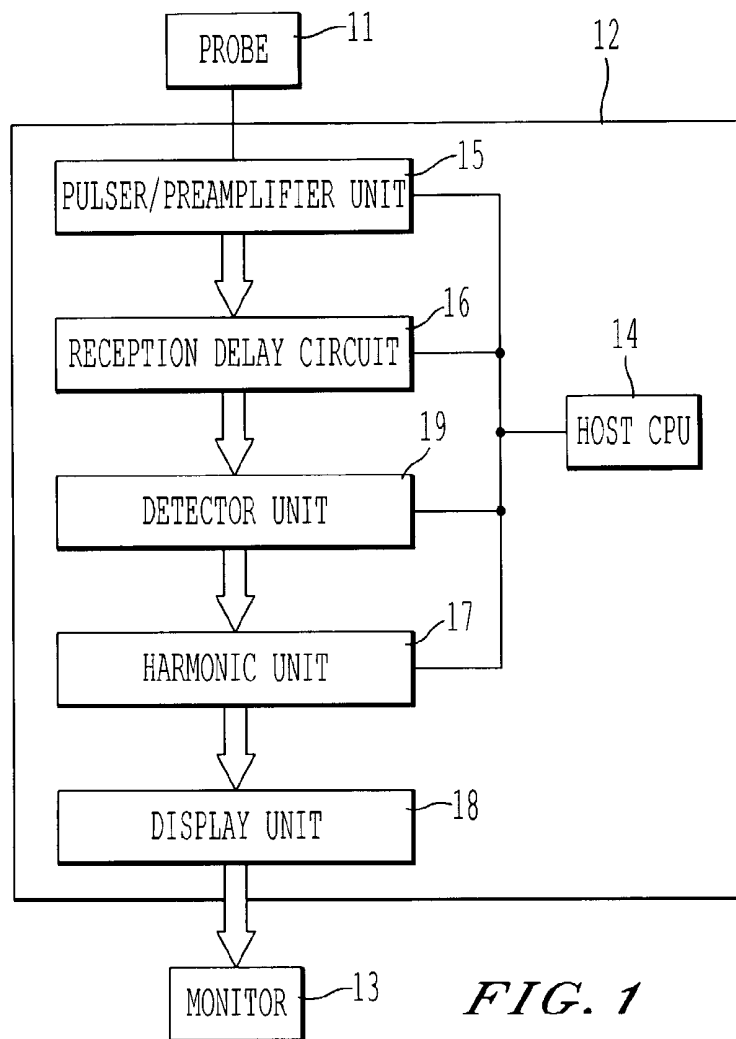 11
PROBE
12
15
PULSER/PREAMPLIFIER UNIT
16
RECEPTION DELAY CIRCUIT
14
HOST CPU
19
DETECTOR UNIT
17
HARMONIC UNIT
DISPLAY UNIT
18
MONITOR
13
FIG. 1